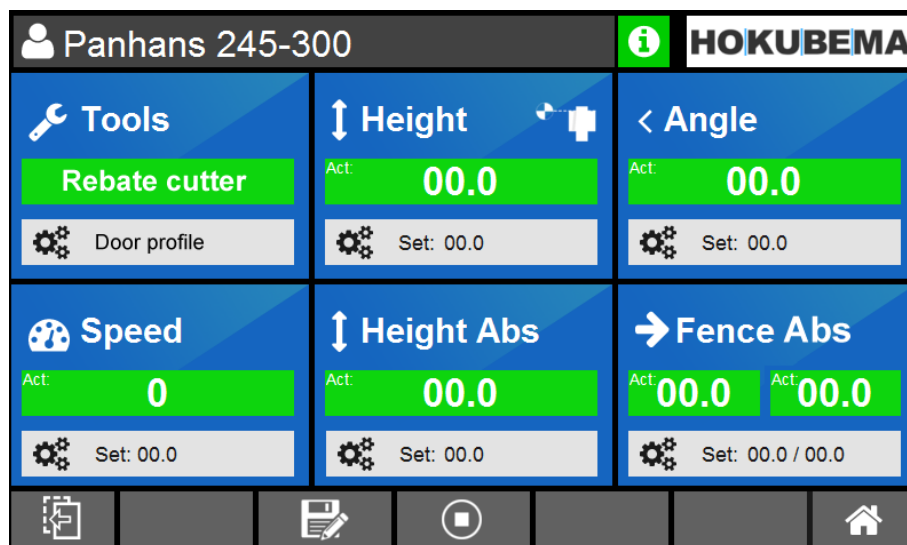 Panhans 245-300
i
HOKUBEMA
Tools
Rebate cutter
Door profile
Height
Act:
00.0
Set: 00.0
< Angle
Act:
00.0
Set: 00.0
Speed
Act:
0
Set: 00.0
Height Abs
Act:
00.0
Set: 00.0
Fence Abs
Act:
00.0
Act:
00.0
Set: 00.0 / 00.0